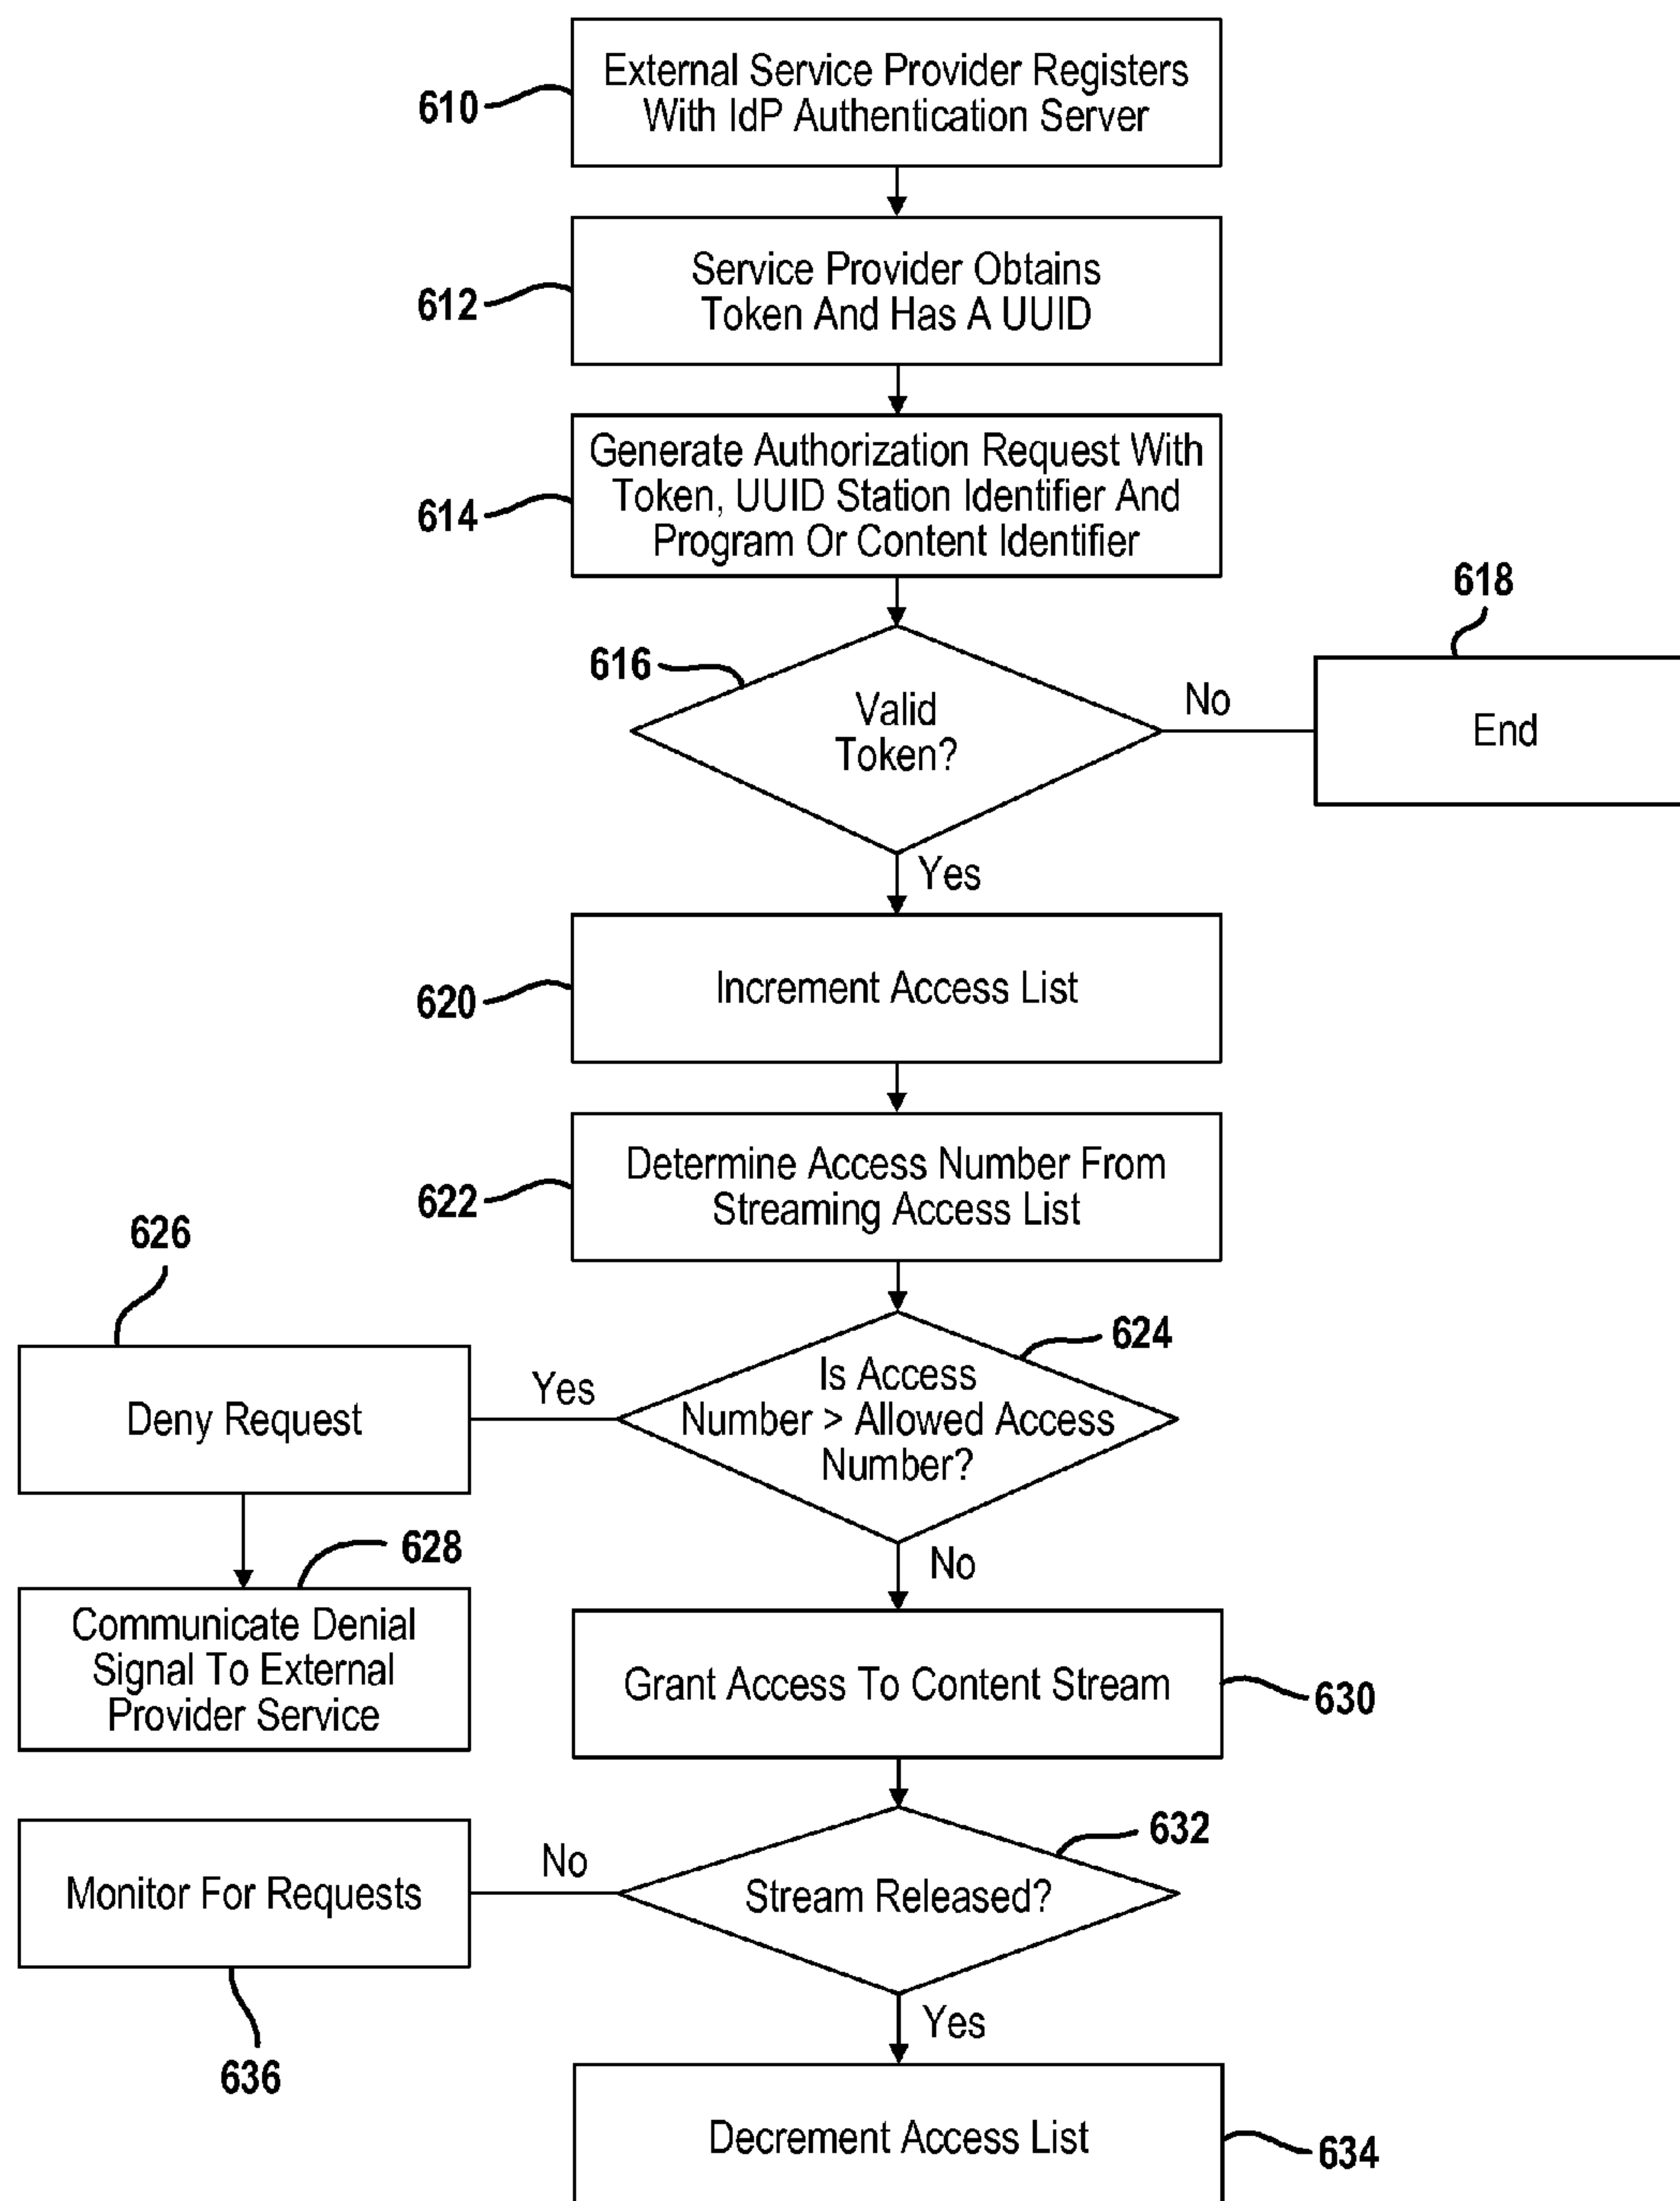 External Service Provider Registers
With IdP Authentication Server
610
Service Provider Obtains
Token And Has A UUID
612
Generate Authorization Request With
Token, UUID Station Identifier And
Program Or Content Identifier
614
618
616
Valid
Token?
No
End
Yes
Increment Access List
620
Determine Access Number From
Streaming Access List
622
626
624
Is Access
Number > Allowed Access
Number?
Yes
Deny Request
628
No
Communicate Denial
Signal To External
Provider Service
Grant Access To Content Stream
630
632
No
Monitor For Requests
Stream Released?
Yes
636
Decrement Access List
634